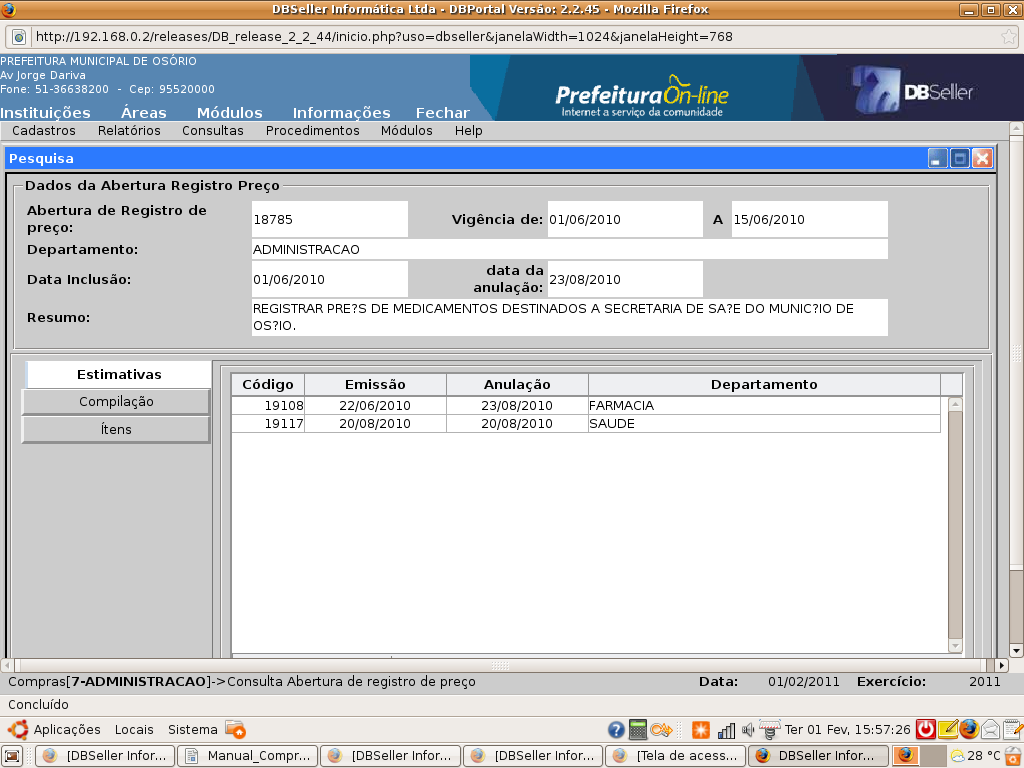 DBSeller Informática Ltda - DBPortal Versão: 2.2.45 - Mozilla Firefox
http://192.168.0.2/releases/DB_release_2_2_44/inicio.php?uso=dbseller&janelaWidth=1024&janelaHeight=768
PREFEITURA MUNICIPAL DE OSÓRIO
Av Jorge Dariva
Fone: 51-36638200 - Cep: 95520000
PrefeituraOn-line
Internet a serviço da comunidade
DBSeller
Instituições Áreas Módulos Informações Fechar
Cadastros Relatórios Consultas Procedimentos Módulos Help
Pesquisa
Dados da Abertura Registro Preço
Abertura de Registro de preço: 18785 Vigência de: 01/06/2010 A 15/06/2010
Departamento: ADMINISTRACAO
Data Inclusão: 01/06/2010 data da anulação: 23/08/2010
Resumo: REGISTRAR PRE?S DE MEDICAMENTOS DESTINADOS A SECRETARIA DE SA?E DO MUNIC?IO DE
OS?IO.
Estimativas
Compilação
Ítens
Código Emissão Anulação Departamento
19108 22/06/2010 23/08/2010 FARMACIA
19117 20/08/2010 20/08/2010 SAUDE
Compras[7-ADMINISTRACAO]->Consulta Abertura de registro de preço Data: 01/02/2011 Exercício: 2011
Concluído
Aplicações Locais Sistema Ter 01 Fev, 15:57:26
[DBSeller Infor... Manual_Compr... [DBSeller Infor... [DBSeller Infor... [Tela de acess... DBSeller Infor... 28 °C